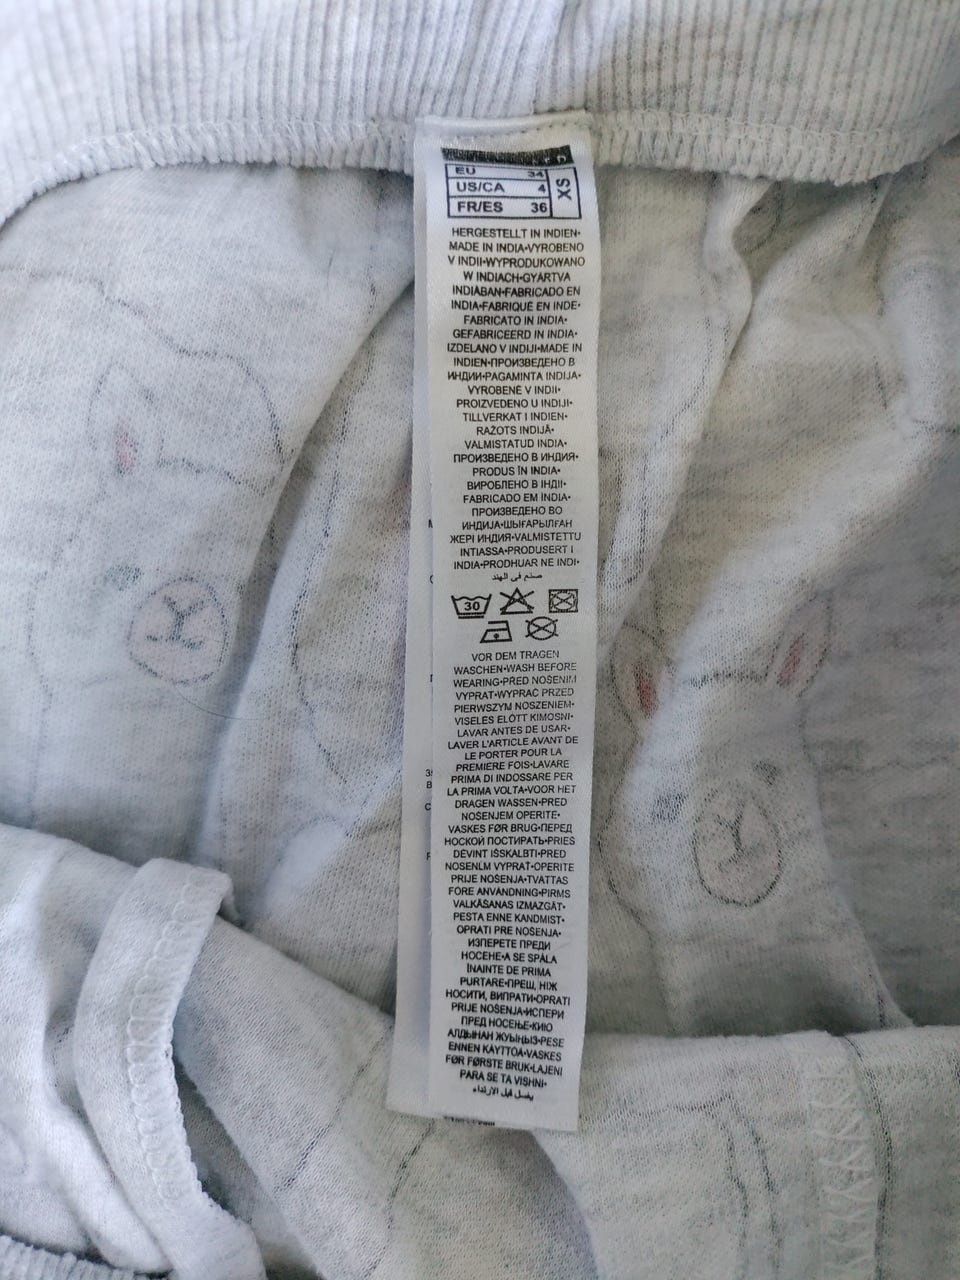 EU 34
US/CA 4
FR/ES 36
XS
HERGESTELLT IN INDIEN•
MADE IN INDIA•VYROBENO
V INDII•WYPRODUKOWANO
W INDIACH•GYÁRTVA
INDIÁBAN•FABRICADO EN
INDIA•FABRIQUÉ EN INDE•
FABRICATO IN INDIA•
GEFABRICEERD IN INDIA•
IZDELANO V INDIJI•MADE IN
INDIEN•ПРОИЗВЕДЕНО В
ИНДИИ•PAGAMINTA INDIJA•
VYROBENÉ V INDII•
PROIZVEDENO U INDIJI•
TILLVERKAT I INDIEN•
RAŽOTS INDIJĀ•
VALMISTATUD INDIA•
ПРОИЗВЕДЕНО В ИНДИЯ•
PRODUS ÎN INDIA•
ВИРОБЛЕНО В ІНДІЇ•
FABRICADO EM ÍNDIA•
ПРОИЗВЕДЕНО ВО
ИНДИЈА•ШЫҒАРЫЛҒАН
ЖЕРІ ИНДИЯ•VALMISTETTU
INTIASSA•PRODUSERT I
INDIA•PRODHUAR NE INDI•
صنع في الهند
30
VOR DEM TRAGEN
WASCHEN•WASH BEFORE
WEARING•PŘED NOŠENÍM
VYPRAT•WYPRAĆ PRZED
PIERWSZYM NOSZENIEM•
VISELÉS ELŐTT KIMOSNI•
LAVAR ANTES DE USAR•
LAVER L'ARTICLE AVANT DE
LE PORTER POUR LA
PREMIÈRE FOIS•LAVARE
PRIMA DI INDOSSARE PER
LA PRIMA VOLTA•VOOR HET
DRAGEN WASSEN•PRED
NOŠENJEM OPERITE•
VASKES FØR BRUG•ПЕРЕД
НОСКОЙ ПОСТИРАТЬ•PRIEŠ
DĖVINT IŠSKALBTI•PRED
NOSENÍM VYPRAŤ•OPERITE
PRIJE NOŠENJA•TVÄTTAS
FÖRE ANVÄNDNING•PIRMS
VALKĀŠANAS IZMAZGĀT•
PESTA ENNE KANDMIST•
OPRATI PRE NOŠENJA•
ИЗПЕРЕТЕ ПРЕДИ
НОСЕНЕ•A SE SPĂLA
ÎNAINTE DE PRIMA
PURTARE•ПРЕШ, НІЖ
НОСИТИ, ВИПРАТИ•OPRATI
PRIJE NOŠENJA•ИСПЕРИ
ПРЕД НОСЕЊЕ•КИЮ
АЛДЫНАН ЖУЫҢЫЗ•PESE
ENNEN KÄYTTÖÄ•VASKES
FØR FØRSTE BRUK•LAJENI
PARA SE TA VISHNI•
يغسل قبل الارتداء